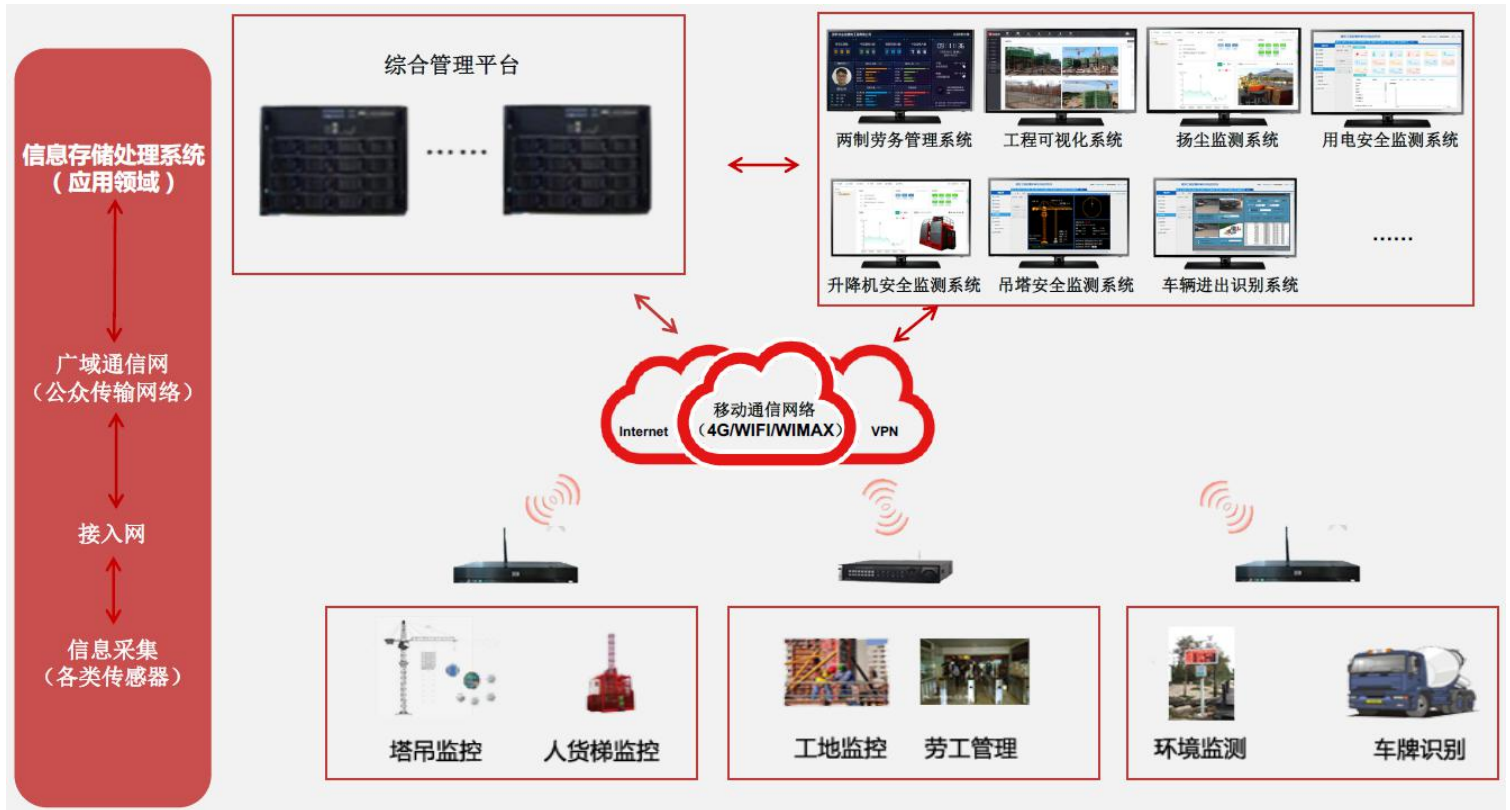 信息存储处理系统
（应用领域）
广域通信网
（公众传输网络）
接入网
信息采集
（各类传感器）
综合管理平台
······
两制劳务管理系统
工程可视化系统
扬尘监测系统
用电安全监测系统
升降机安全监测系统
吊塔安全监测系统
车辆进出识别系统
······
移动通信网络
Internet
（4G/WIFI/WIMAX）
VPN
塔吊监控
人货梯监控
工地监控
劳工管理
环境监测
车牌识别